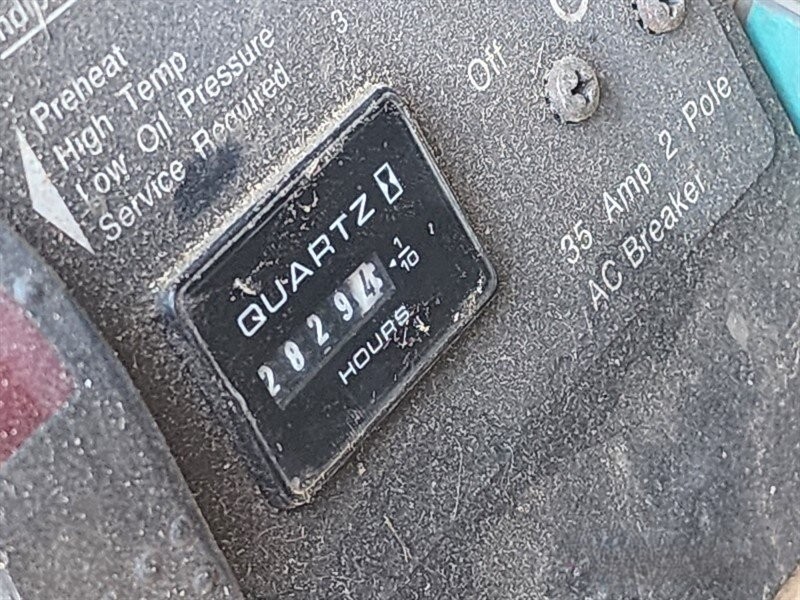 Preheat
High Temp
Low Oil Pressure
Service Required
3
Off
QUARTZ
2829 4
1/10
HOURS
35 Amp 2 Pole
AC Breaker